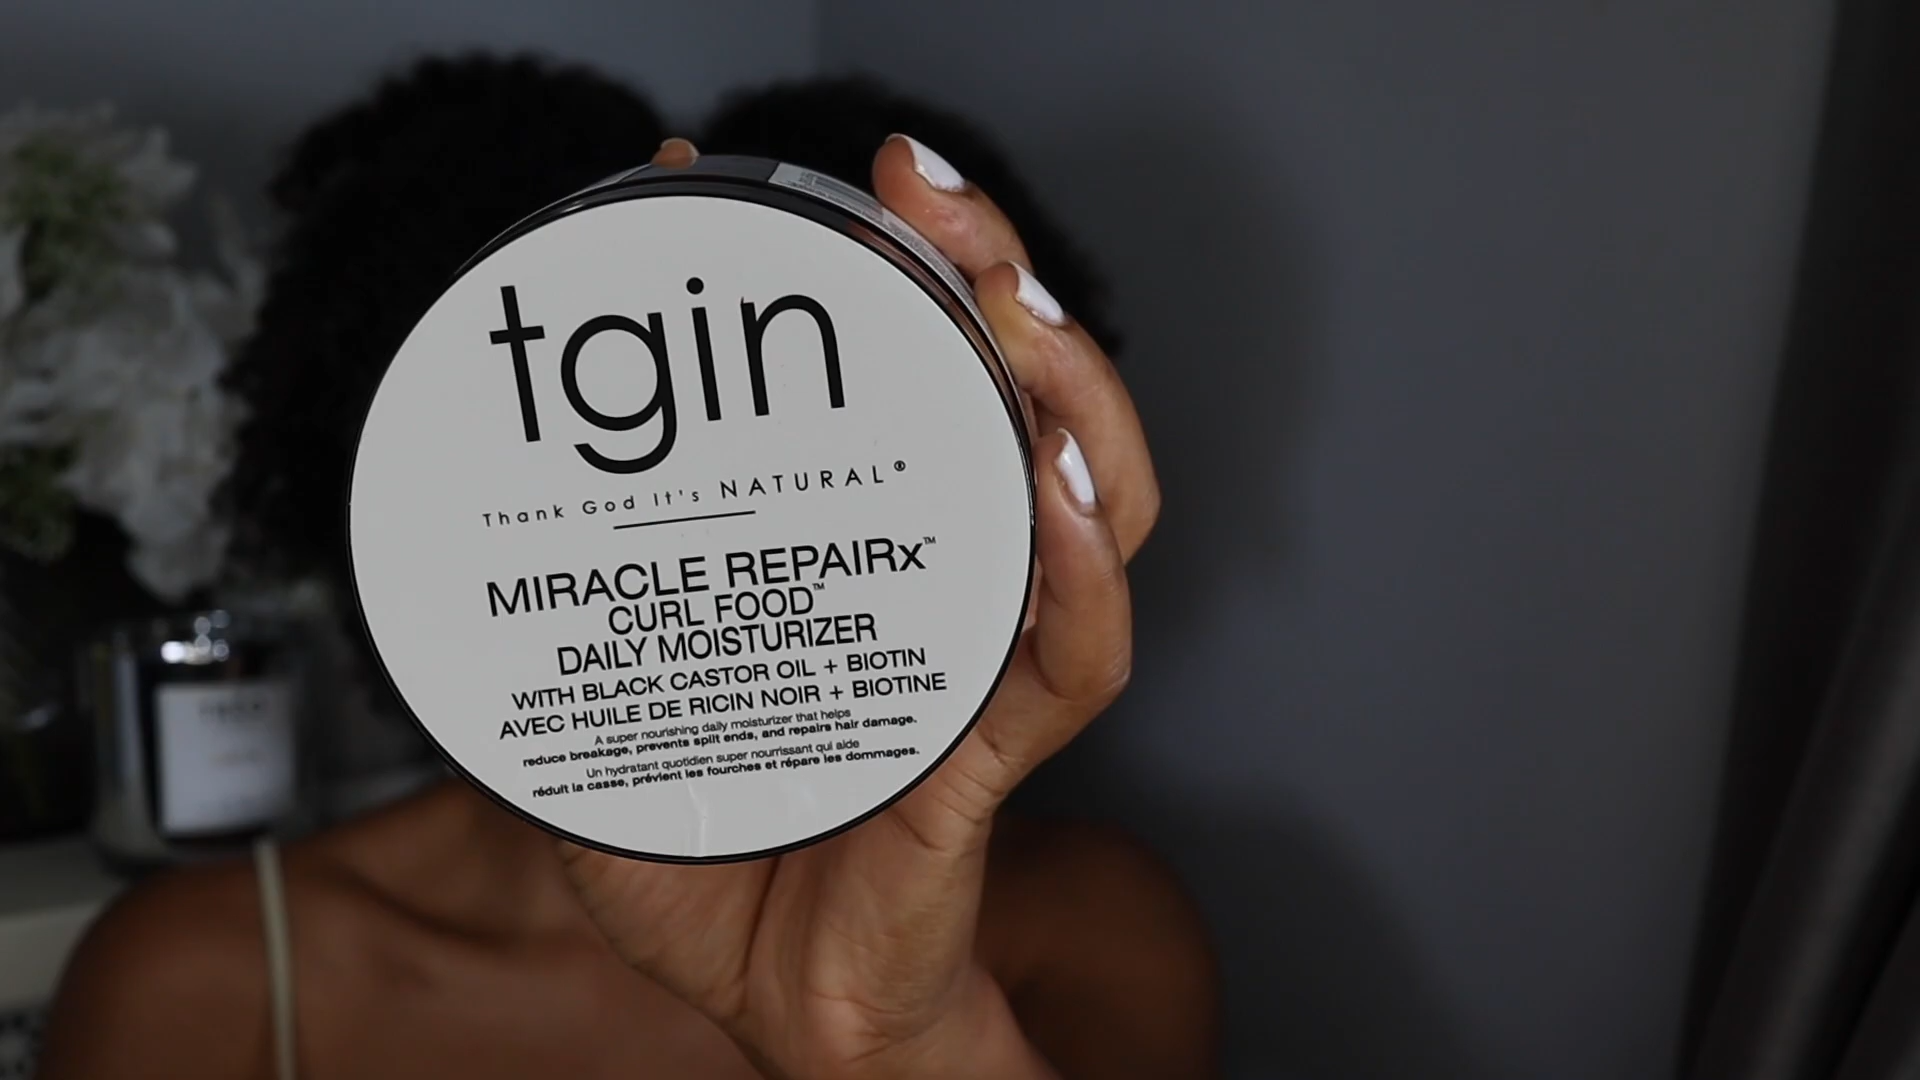 tgin
Thank God It's NATURAL®
MIRACLE REPAIRx™
CURL FOOD™
DAILY MOISTURIZER
WITH BLACK CASTOR OIL + BIOTIN
AVEC HUILE DE RICIN NOIR + BIOTINE
A super nourishing daily moisturizer that helps
reduce breakage, prevents split ends, and repairs hair damage.
Un hydratant quotidien super nourrissant qui aide
réduit la casse, prévient les fourches et répare les dommages.